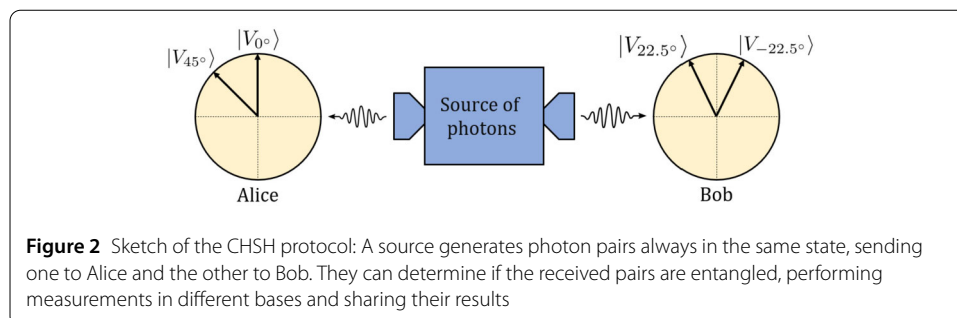 |V₀°⟩
|V₄₅°⟩
|V₂₂.₅°⟩
|V₋₂₂.₅°⟩
Source of
photons
Alice
Bob
Figure 2 Sketch of the CHSH protocol: A source generates photon pairs always in the same state, sending
one to Alice and the other to Bob. They can determine if the received pairs are entangled, performing
measurements in different bases and sharing their results